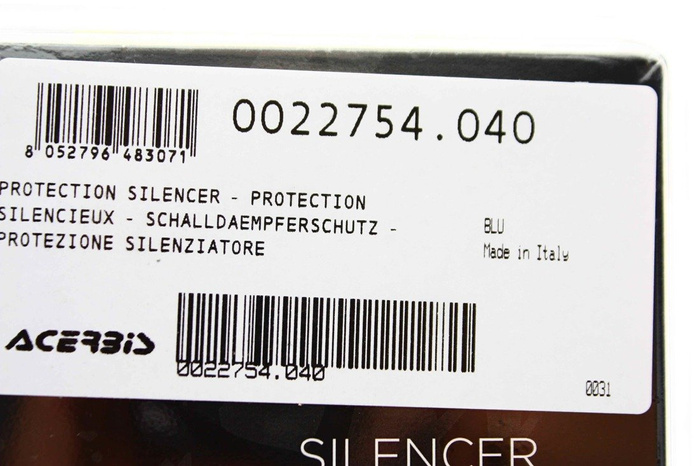 0022754.040
8 052796 483071
PROTECTION SILENCER - PROTECTION
SILENCIEUX - SCHALLDAEMPFERSCHUTZ -
PROTEZIONE SILENZIATORE
BLU
Made in Italy
ACERBIS
0022754.040
0031
SILENCER